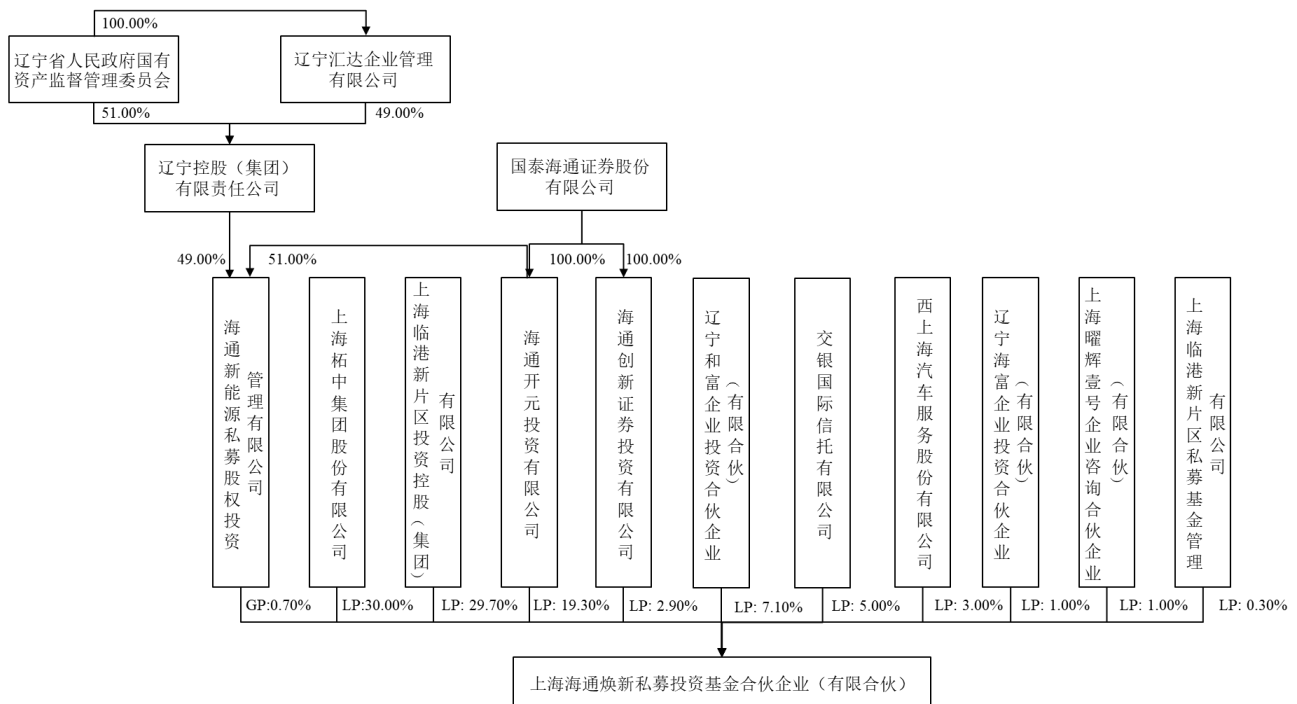 100.00%
辽宁省人民政府国有
资产监督管理委员会
辽宁汇达企业管理
有限公司
51.00%
49.00%
辽宁控股（集团）
有限责任公司
国泰海通证券股份
有限公司
49.00%
51.00%
100.00%
100.00%
海通新能源私募股权投资
管理有限公司
上海柘中集团股份有限公司
上海临港新片区投资控股（集团）
有限公司
海通开元投资有限公司
海通创新证券投资有限公司
辽宁和富企业投资合伙企业
（有限合伙）
交银国际信托有限公司
西上海汽车服务股份有限公司
辽宁海富企业投资合伙企业
（有限合伙）
上海曜辉壹号企业咨询合伙企业
（有限合伙）
上海临港新片区私募基金管理
有限公司
GP:0.70%
LP:30.00%
LP: 29.70%
LP: 19.30%
LP: 2.90%
LP: 7.10%
LP: 5.00%
LP: 3.00%
LP: 1.00%
LP: 1.00%
LP: 0.30%
上海海通焕新私募投资基金合伙企业（有限合伙）